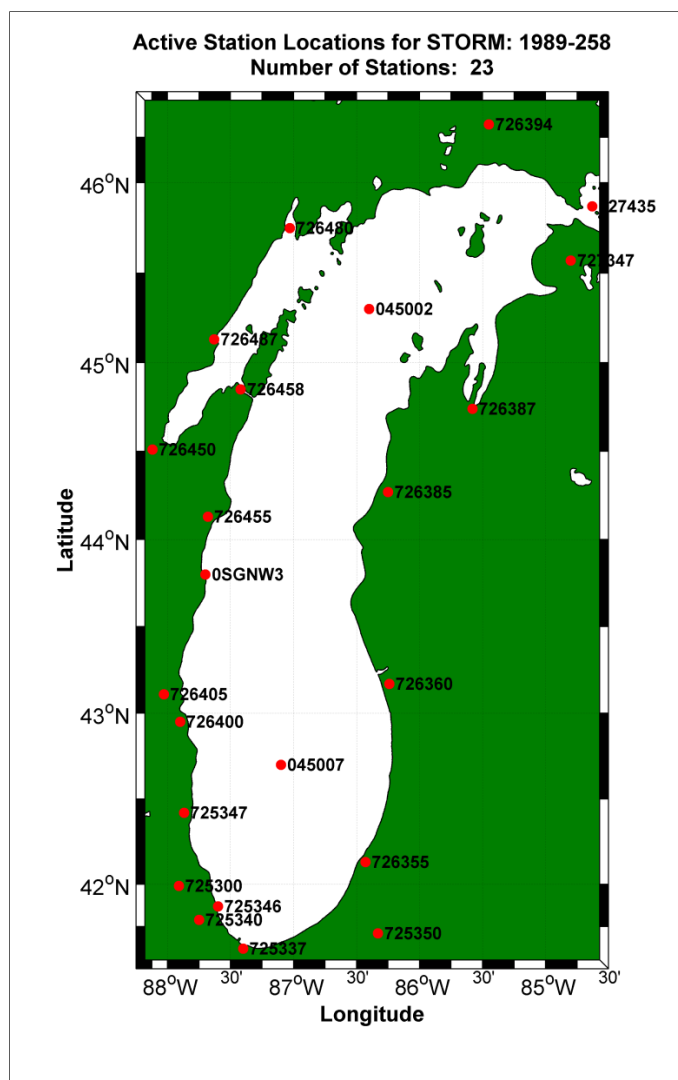 Active Station Locations for STORM: 1989-258
Number of Stations: 23
726394
46°N
727435
726480
727347
045002
726487
45°N
726458
726387
726450
726385
726455
44°N
0SGNW3
726360
726405
43°N
726400
045007
725347
726355
42°N
725300
725346
725340
725350
725337
88°W
30'
87°W
30'
86°W
30'
85°W
30'
Latitude
Longitude